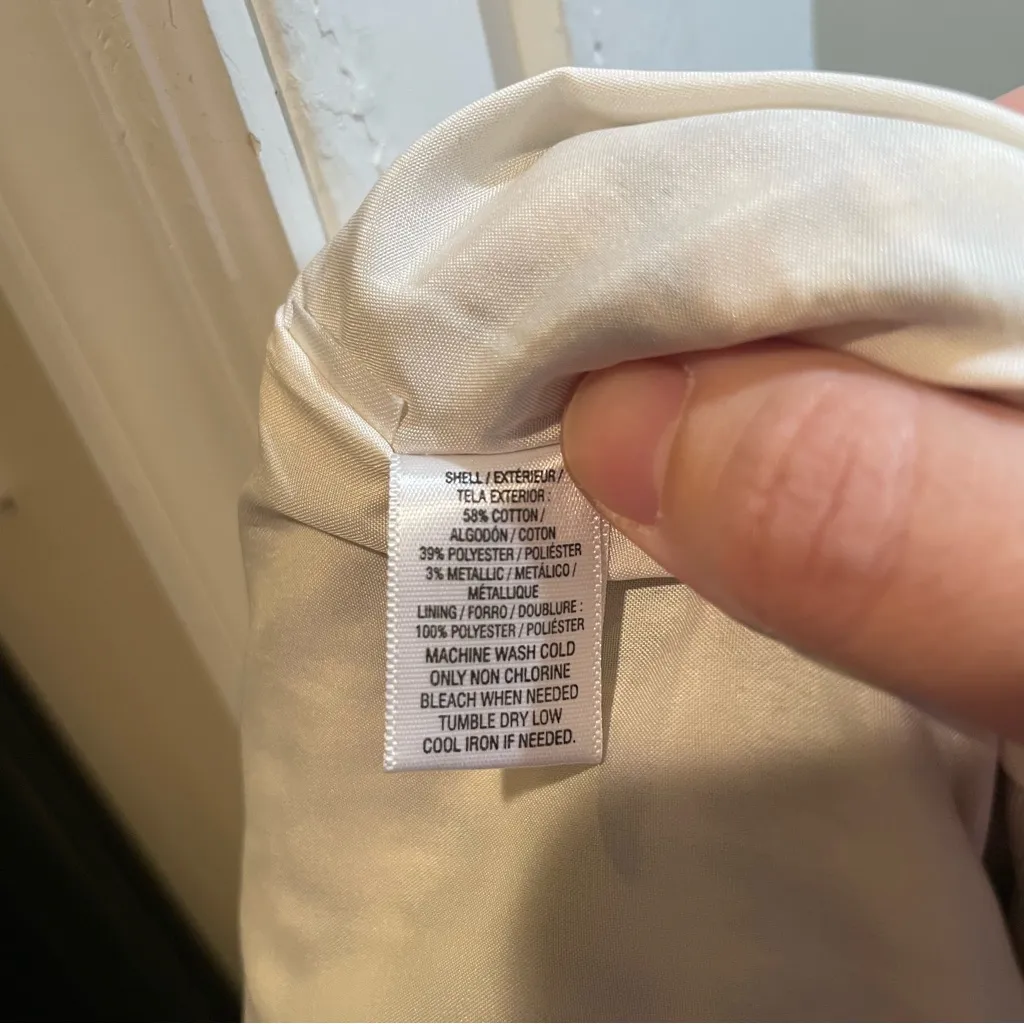 SHELL / EXTÉRIEUR /
TELA EXTERIOR :
58% COTTON /
ALGODÓN / COTON
39% POLYESTER / POLIÉSTER
3% METALLIC / METÁLICO /
MÉTALLIQUE
LINING / FORRO / DOUBLURE :
100% POLYESTER / POLIÉSTER
MACHINE WASH COLD
ONLY NON CHLORINE
BLEACH WHEN NEEDED
TUMBLE DRY LOW
COOL IRON IF NEEDED.